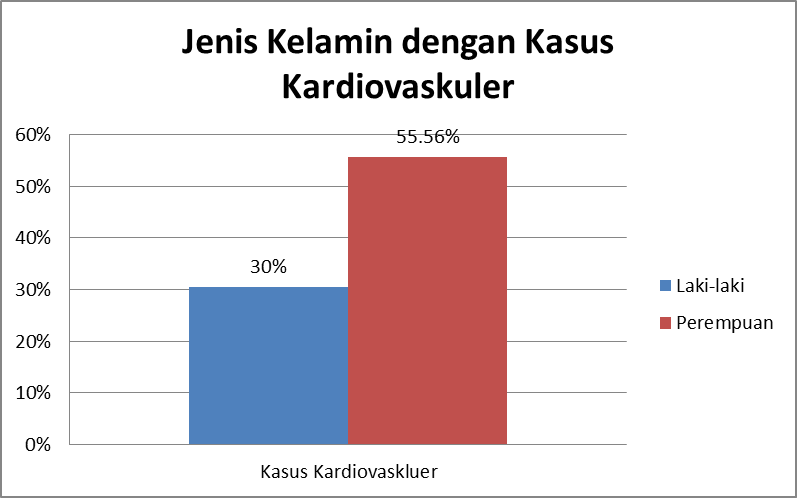 Jenis Kelamin dengan Kasus
Kardiovaskuler
60%
50%
40%
30%
20%
10%
0%
30%
55.56%
Kasus Kardiovaskluer
Laki-laki
Perempuan